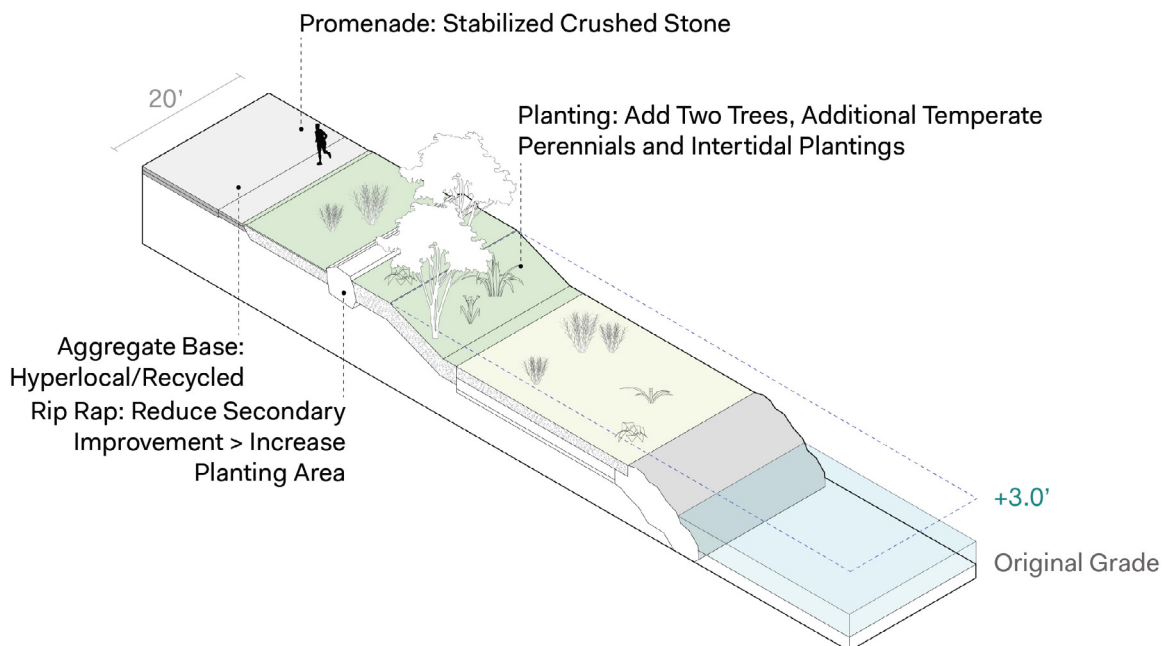 Promenade: Stabilized Crushed Stone
20’
Planting: Add Two Trees, Additional Temperate
Perennials and Intertidal Plantings
Aggregate Base:
Hyperlocal/Recycled
Rip Rap: Reduce Secondary
Improvement > Increase
Planting Area
+3.0’
Original Grade